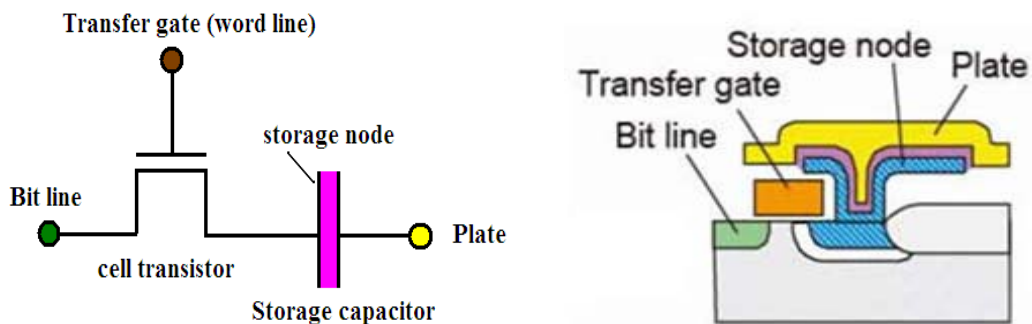 Transfer gate (word line)
storage node
Bit line
Plate
cell transistor
Storage capacitor
Storage node
Plate
Transfer gate
Bit line